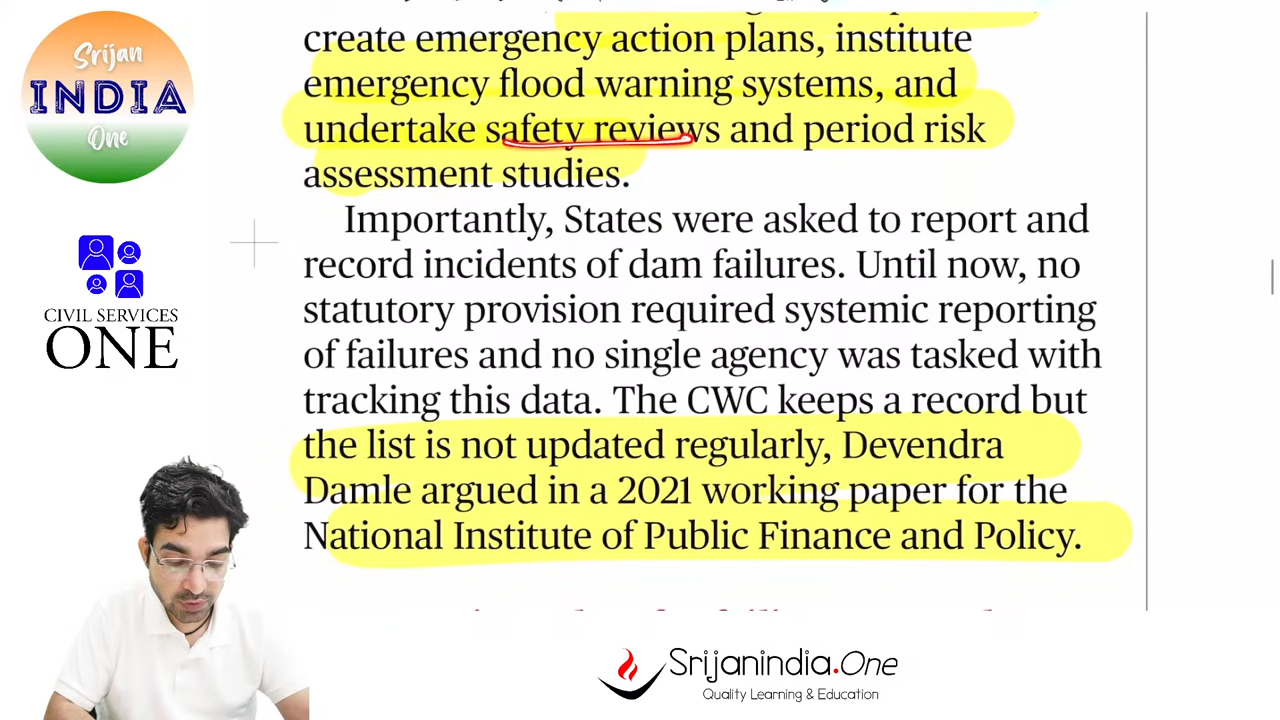 Srijan
INDIA
One
CIVIL SERVICES
ONE
create emergency action plans, institute
emergency flood warning systems, and
undertake safety reviews and period risk
assessment studies.
Importantly, States were asked to report and
record incidents of dam failures. Until now, no
statutory provision required systemic reporting
of failures and no single agency was tasked with
tracking this data. The CWC keeps a record but
the list is not updated regularly, Devendra
Damle argued in a 2021 working paper for the
National Institute of Public Finance and Policy.
Srijanindia.One
Quality Learning & Education